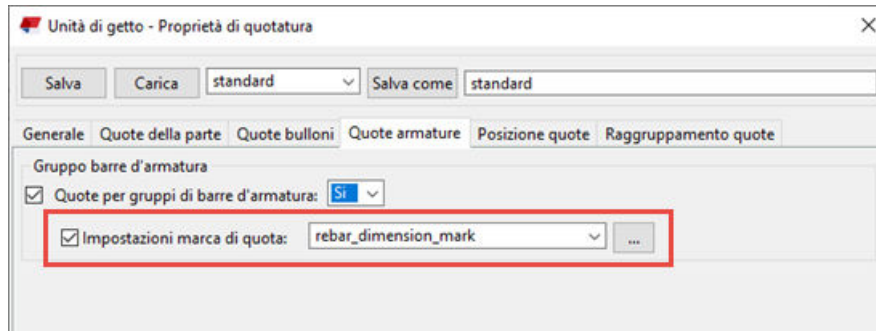 Unità di getto - Proprietà di quotatura
Salva Carica standard Salva come standard
Generale Quote della parte Quote bulloni Quote armature Posizione quote Raggruppamento quote
Gruppo barre d'armatura
Quote per gruppi di barre d'armatura: Sì
Impostazioni marca di quota: rebar_dimension_mark ...